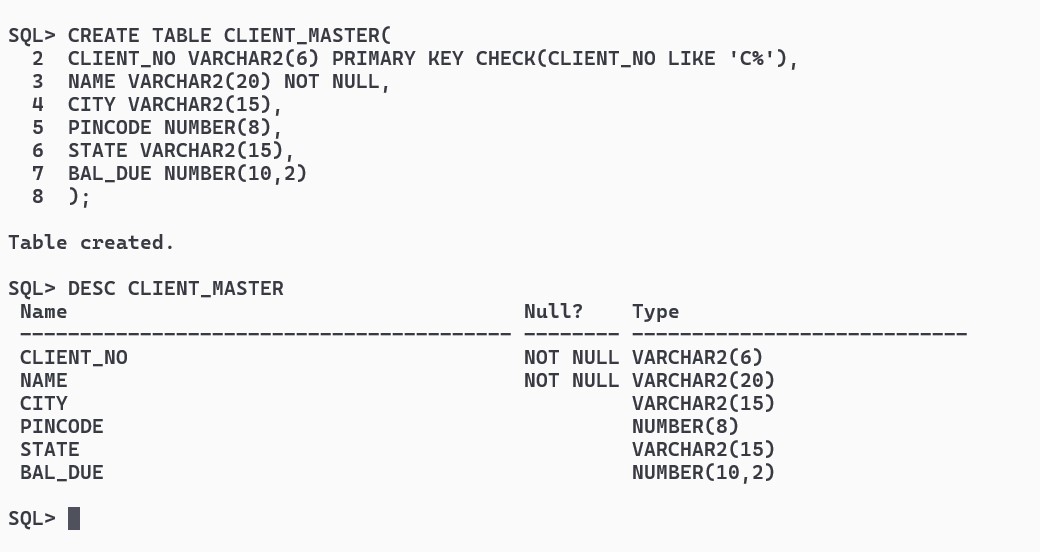 SQL> CREATE TABLE CLIENT_MASTER(
  2  CLIENT_NO VARCHAR2(6) PRIMARY KEY CHECK(CLIENT_NO LIKE 'C%'),
  3  NAME VARCHAR2(20) NOT NULL,
  4  CITY VARCHAR2(15),
  5  PINCODE NUMBER(8),
  6  STATE VARCHAR2(15),
  7  BAL_DUE NUMBER(10,2)
  8  );
Table created.
SQL> DESC CLIENT_MASTER
 Name                                      Null?    Type
 ----------------------------------------- -------- ----------------------------
 CLIENT_NO                                 NOT NULL VARCHAR2(6)
 NAME                                      NOT NULL VARCHAR2(20)
 CITY                                               VARCHAR2(15)
 PINCODE                                            NUMBER(8)
 STATE                                              VARCHAR2(15)
 BAL_DUE                                            NUMBER(10,2)
SQL>